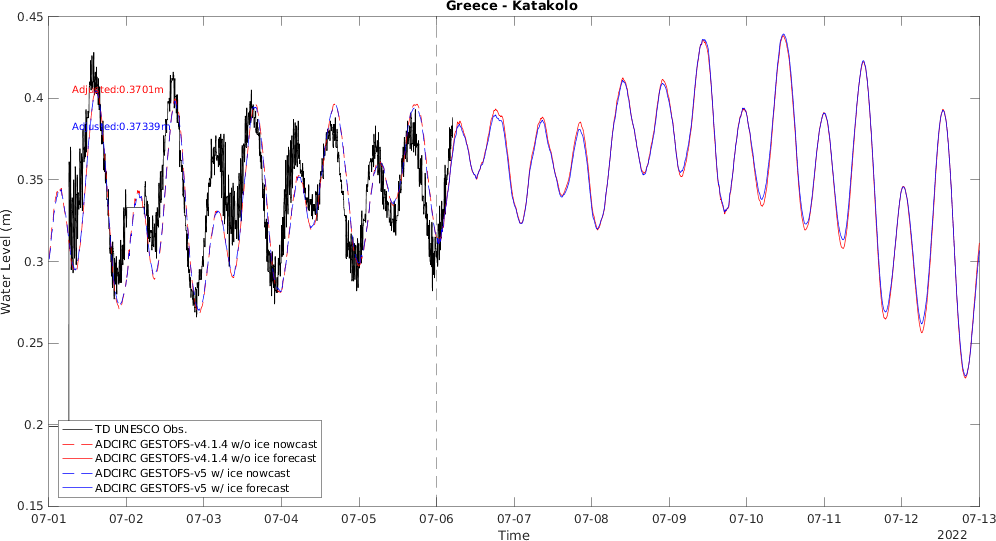 Greece - Katakolo
0.45
0.4
0.35
0.3
0.25
0.2
0.15
Water Level (m)
Adjusted:0.3701m
Adjusted:0.37339m
TD UNESCO Obs.
ADCIRC GESTOFS-v4.1.4 w/o ice nowcast
ADCIRC GESTOFS-v4.1.4 w/o ice forecast
ADCIRC GESTOFS-v5 w/ ice nowcast
ADCIRC GESTOFS-v5 w/ ice forecast
07-01 07-02 07-03 07-04 07-05 07-06 07-07 07-08 07-09 07-10 07-11 07-12 07-13
Time
2022